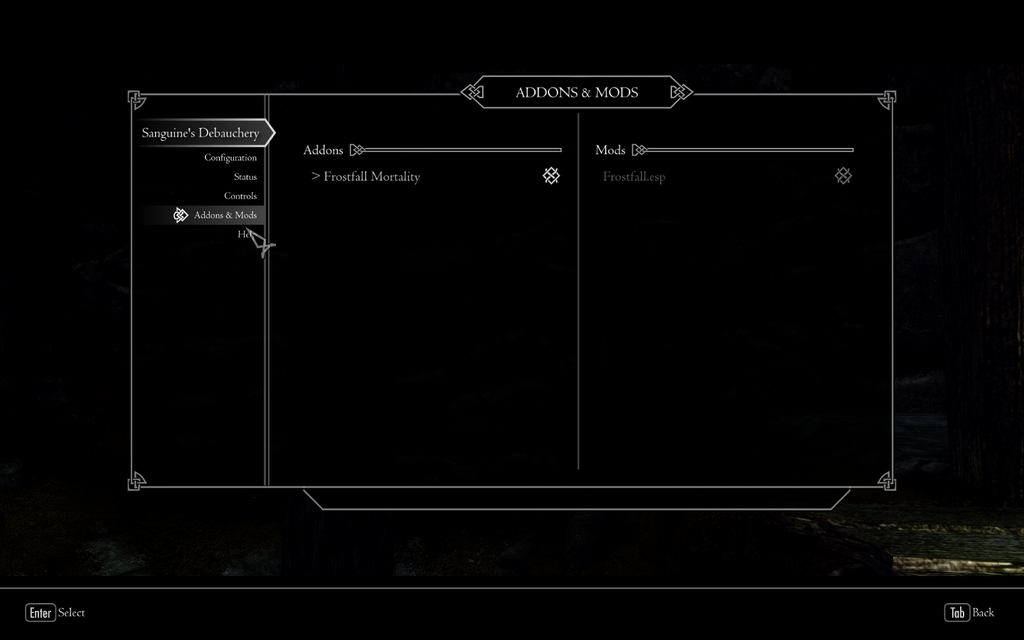 ADDONS & MODS
Sanguine's Debauchery
Configuration
Status
Controls
Addons & Mods
Addons
> Frostfall Mortality
Mods
Frostfall.esp
Enter Select
Tab Back